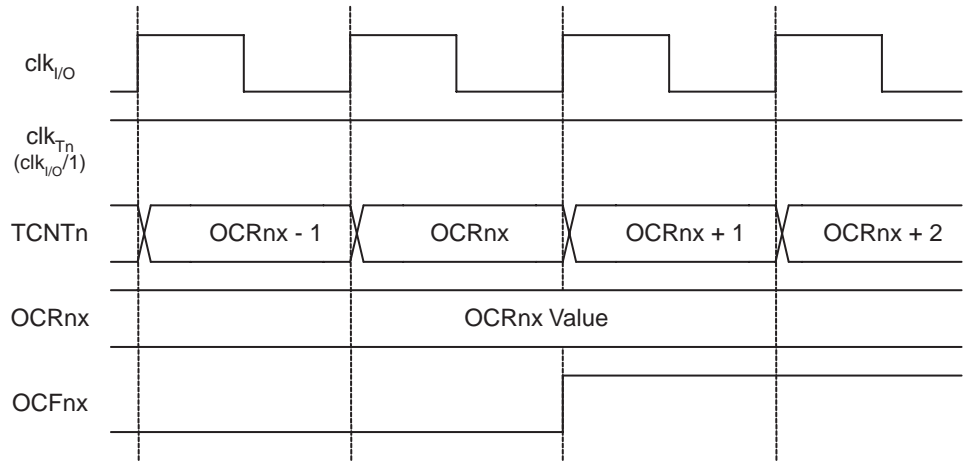 clkI/O
clkTn
(clkI/O/1)
TCNTn OCRnx - 1 OCRnx OCRnx + 1 OCRnx + 2
OCRnx OCRnx Value
OCFnx